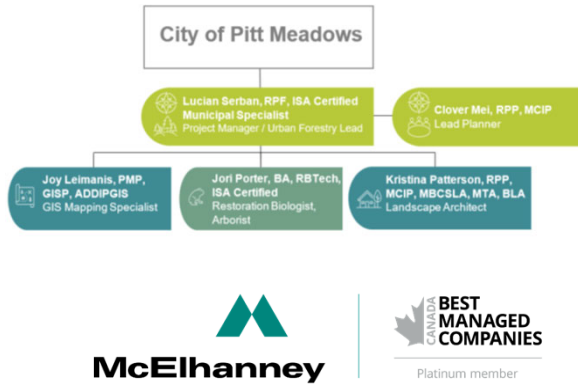 City of Pitt Meadows
Lucian Serban, RPF, ISA Certified
Municipal Specialist
Project Manager / Urban Forestry Lead
Clover Mei, RPP, MCIP
Lead Planner
Joy Leimanis, PMP,
GISP, ADDIPGIS
GIS Mapping Specialist
Jori Porter, BA, RBTech,
ISA Certified
Restoration Biologist,
Arborist
Kristina Patterson, RPP,
MCIP, MBCSLA, MTA, BLA
Landscape Architect
McElhanney
CANADA
BEST
MANAGED
COMPANIES
Platinum member